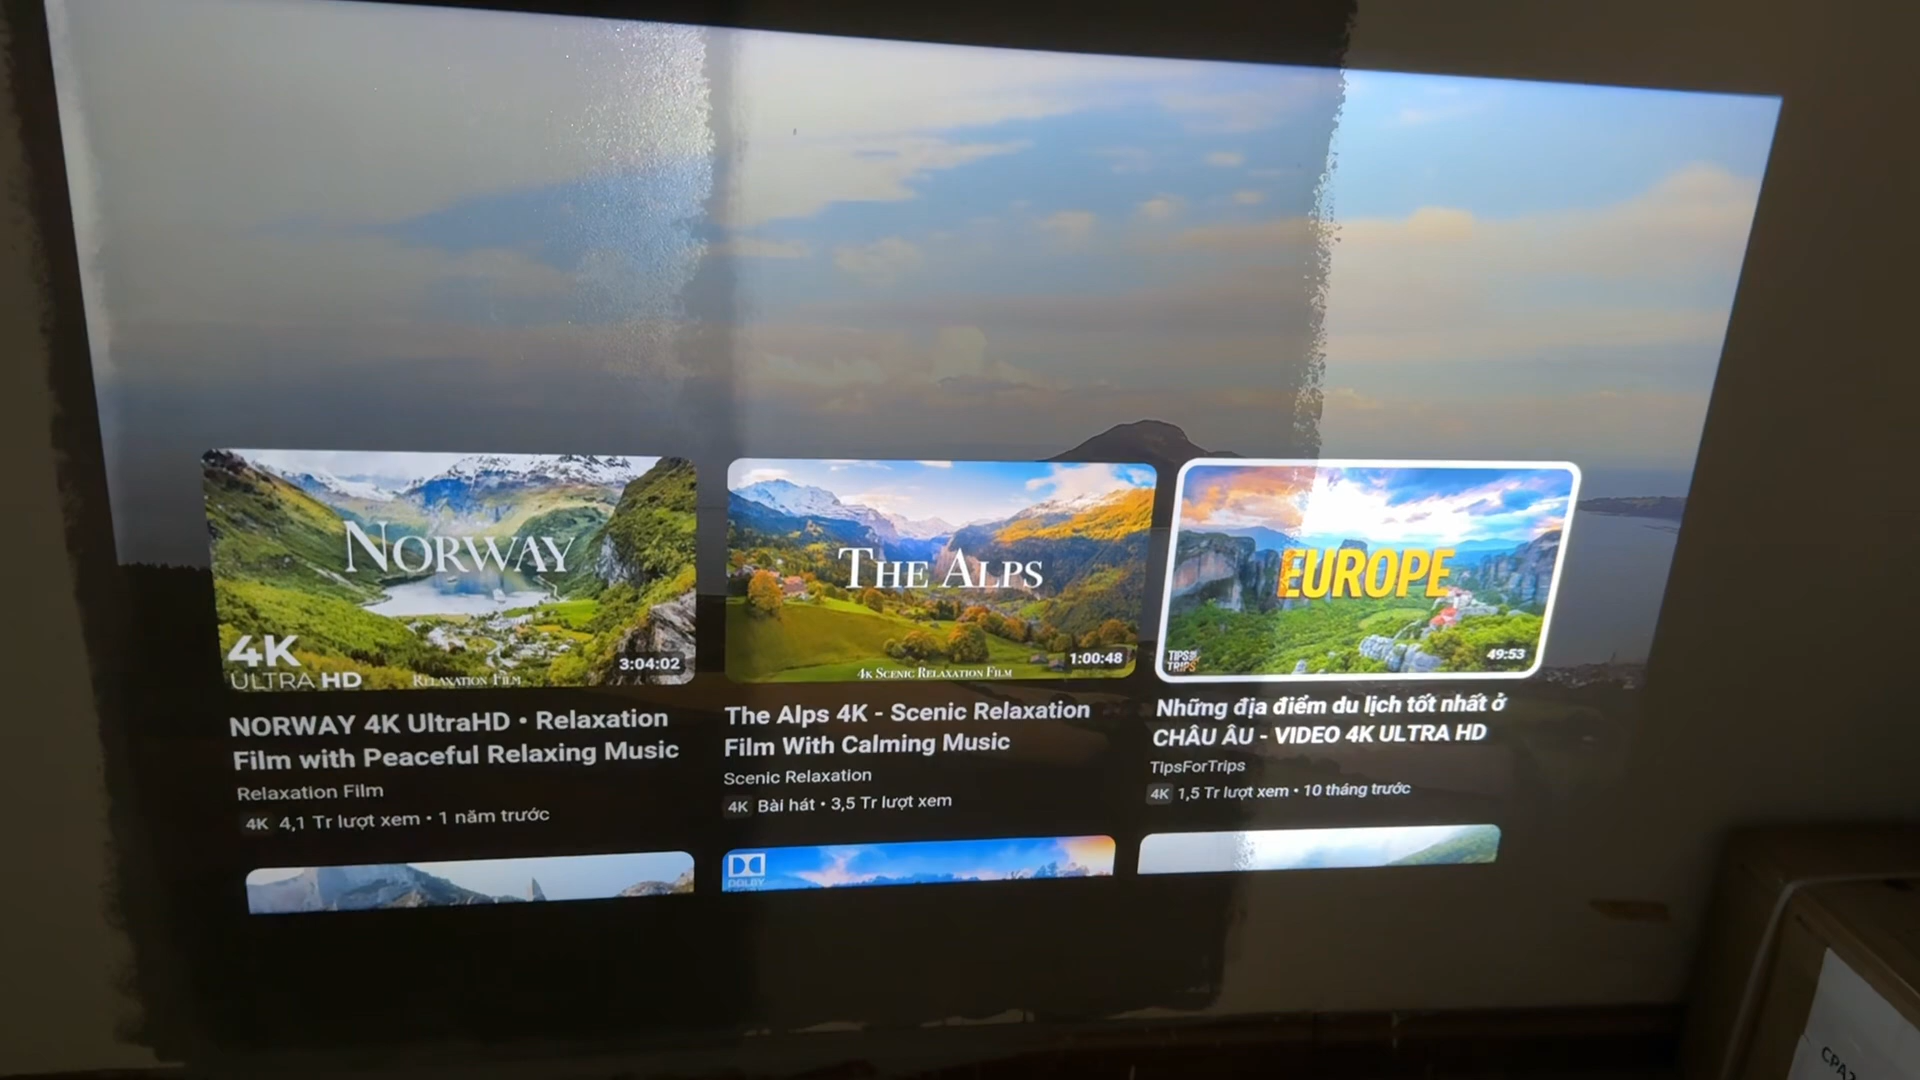 NORWAY
4K
ULTRA HD
RELAXATION FILM
3:04:02
NORWAY 4K UltraHD • Relaxation
Film with Peaceful Relaxing Music
Relaxation Film
4K 4,1 Tr lượt xem • 1 năm trước
THE ALPS
4K SCENIC RELAXATION FILM
1:00:48
The Alps 4K - Scenic Relaxation
Film With Calming Music
Scenic Relaxation
4K Bài hát • 3,5 Tr lượt xem
EUROPE
TIPS
TRIPS
49:53
Những địa điểm du lịch tốt nhất ở
CHÂU ÂU - VIDEO 4K ULTRA HD
TipsForTrips
4K 1,5 Tr lượt xem • 10 tháng trước
DOLBY